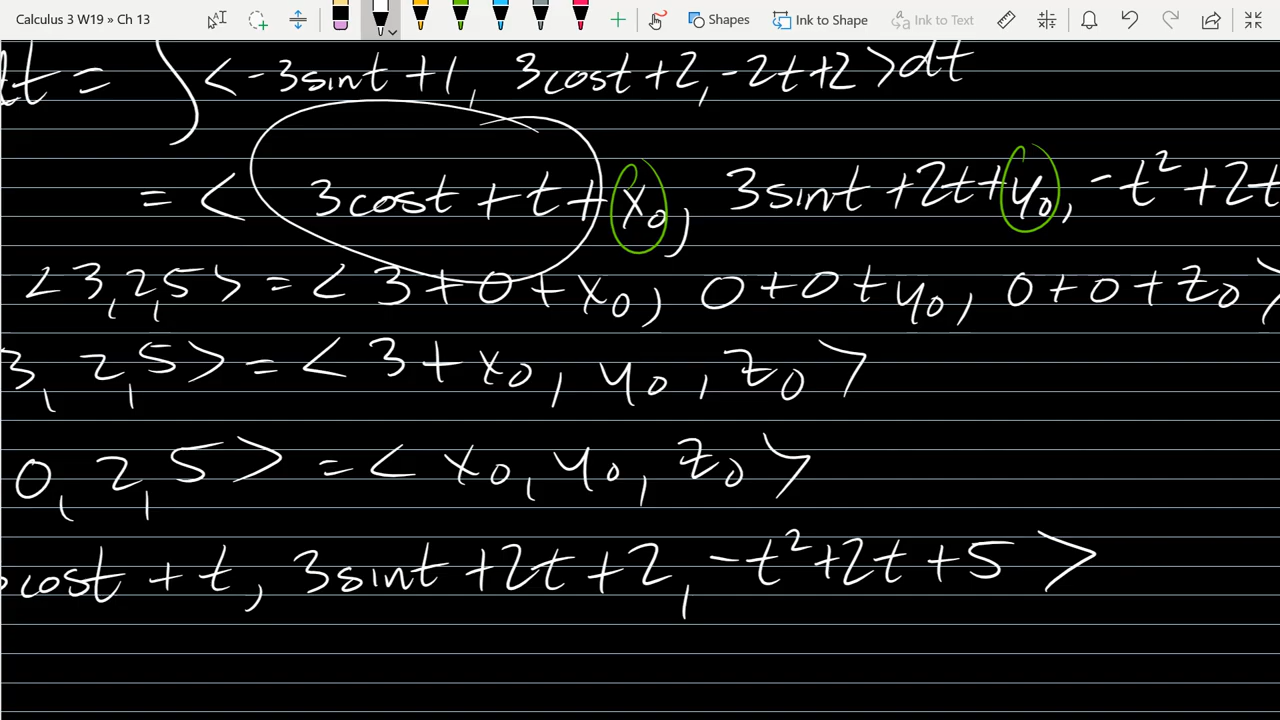 Calculus 3 W19 » Ch 13
Shapes
Ink to Shape
Ink to Text
dt = ∫ < -3sint + 1, 3cost + 2, -2t + 2 > dt
= < 3cost + t + x₀, 3sint + 2t + y₀, -t² + 2t
< 3, 2, 5 > = < 3 + 0 + x₀, 0 + 0 + y₀, 0 + 0 + z₀ >
3, 2, 5 > = < 3 + x₀, y₀, z₀ >
0, 2, 5 > = < x₀, y₀, z₀ >
cost + t, 3sint + 2t + 2, -t² + 2t + 5 >